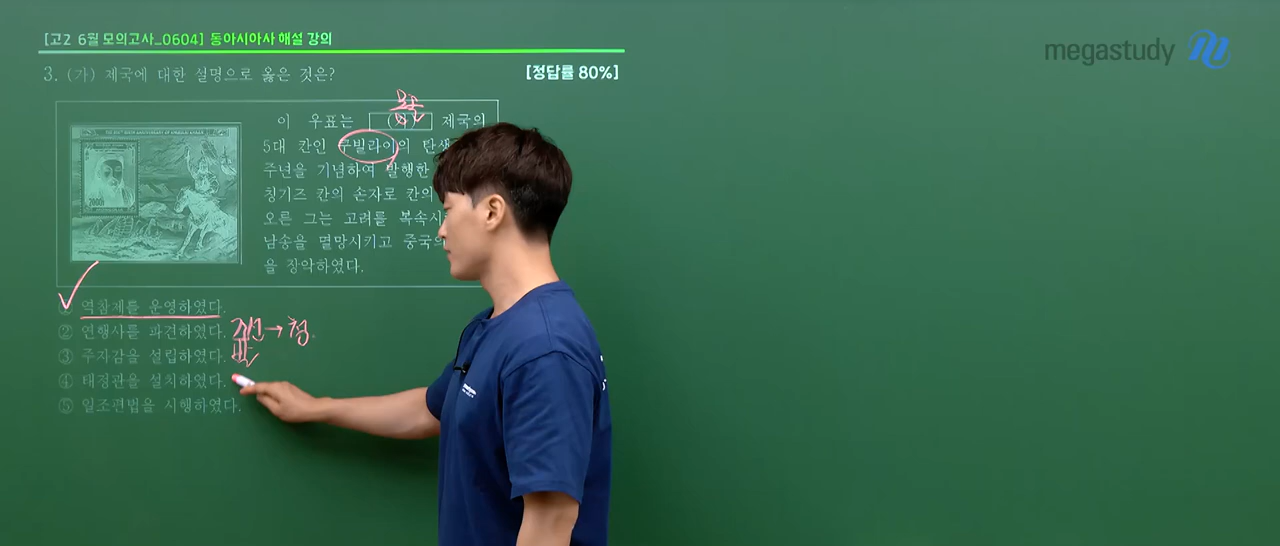 [고2 6월 모의고사_0604] 동아시아사 해설 강의
megastudy
3. (가) 제국에 대한 설명으로 옳은 것은?
[정답률 80%]
몽골
이 우표는 (가) 제국의
5대 칸인 쿠빌라이의 탄생
주년을 기념하여 발행한
칭기즈 칸의 손자로 칸의
오른 그는 고려를 복속시
남송을 멸망시키고 중국의
을 장악하였다.
① 역참제를 운영하였다.
② 연행사를 파견하였다. 조선→청
③ 주자감을 설립하였다. 발
④ 태정관을 설치하였다.
⑤ 일조편법을 시행하였다.